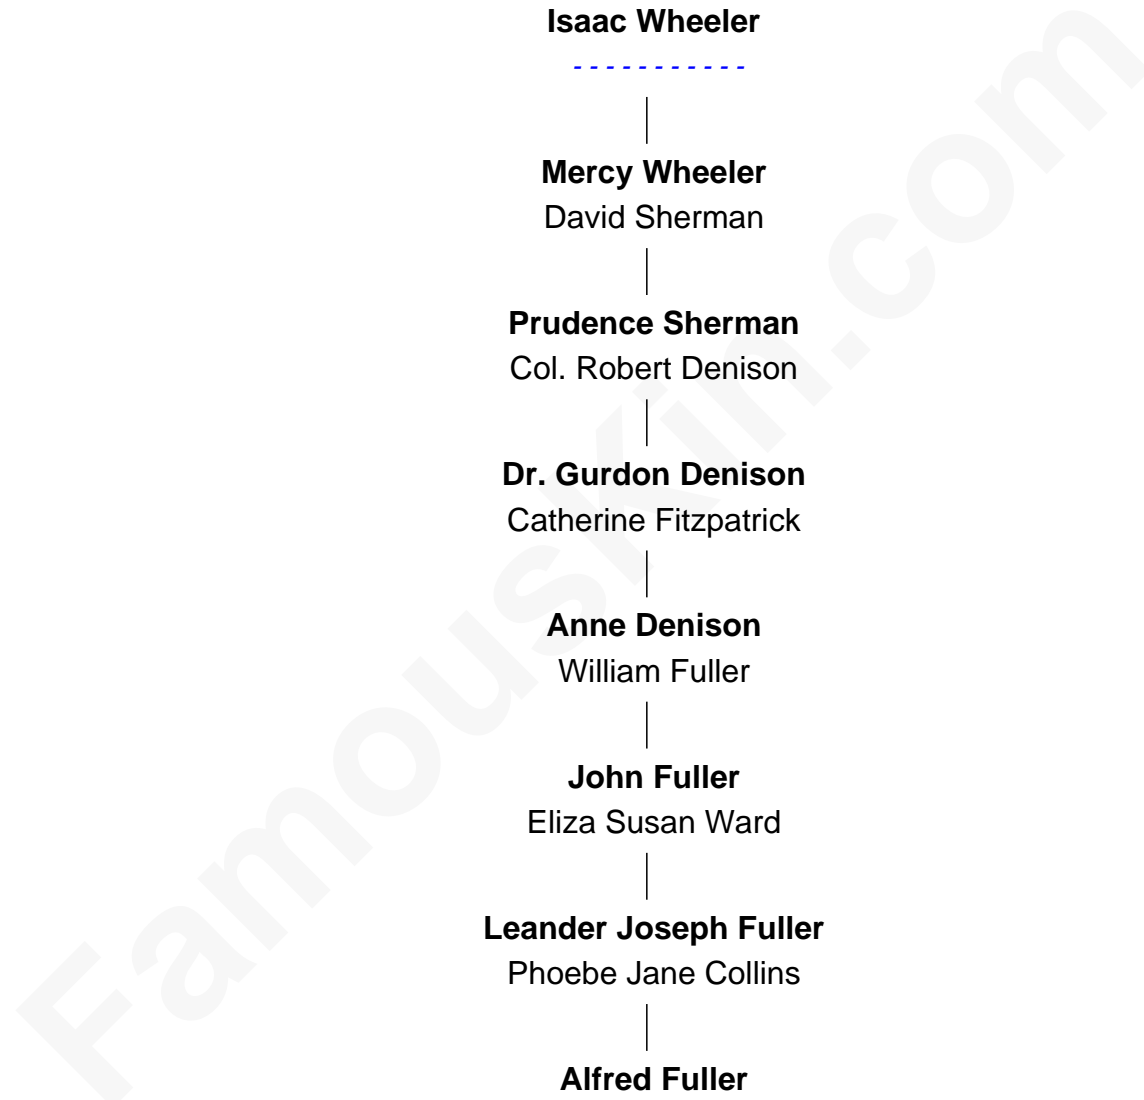 Isaac Wheeler
- - - - - - - - - - -
Mercy Wheeler
David Sherman
Prudence Sherman
Col. Robert Denison
Dr. Gurdon Denison
Catherine Fitzpatrick
Anne Denison
William Fuller
John Fuller
Eliza Susan Ward
Leander Joseph Fuller
Phoebe Jane Collins
Alfred Fuller
FamousKin.com